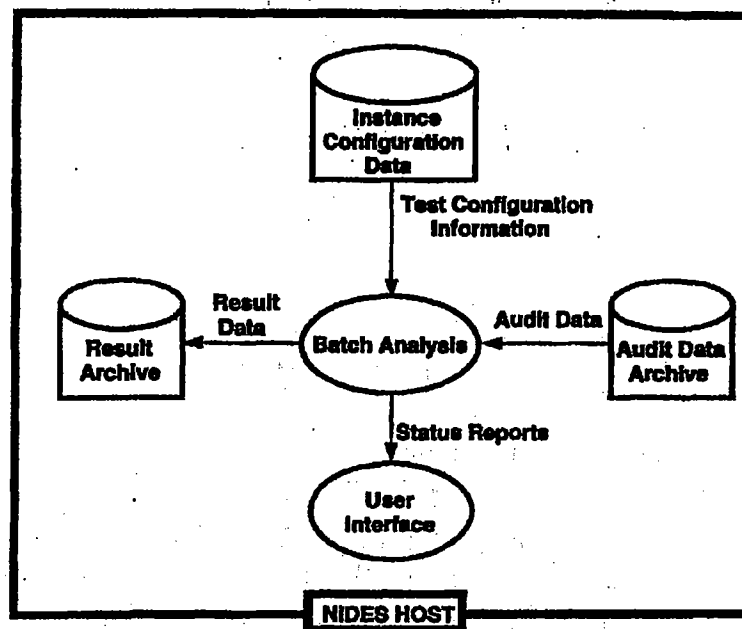 Instance
Configuration
Data
Test Configuration
Information
Result
Data
Audit Data
Result
Archive
Batch Analysis
Audit Data
Archive
Status Reports
User
Interface
NIDES HOST